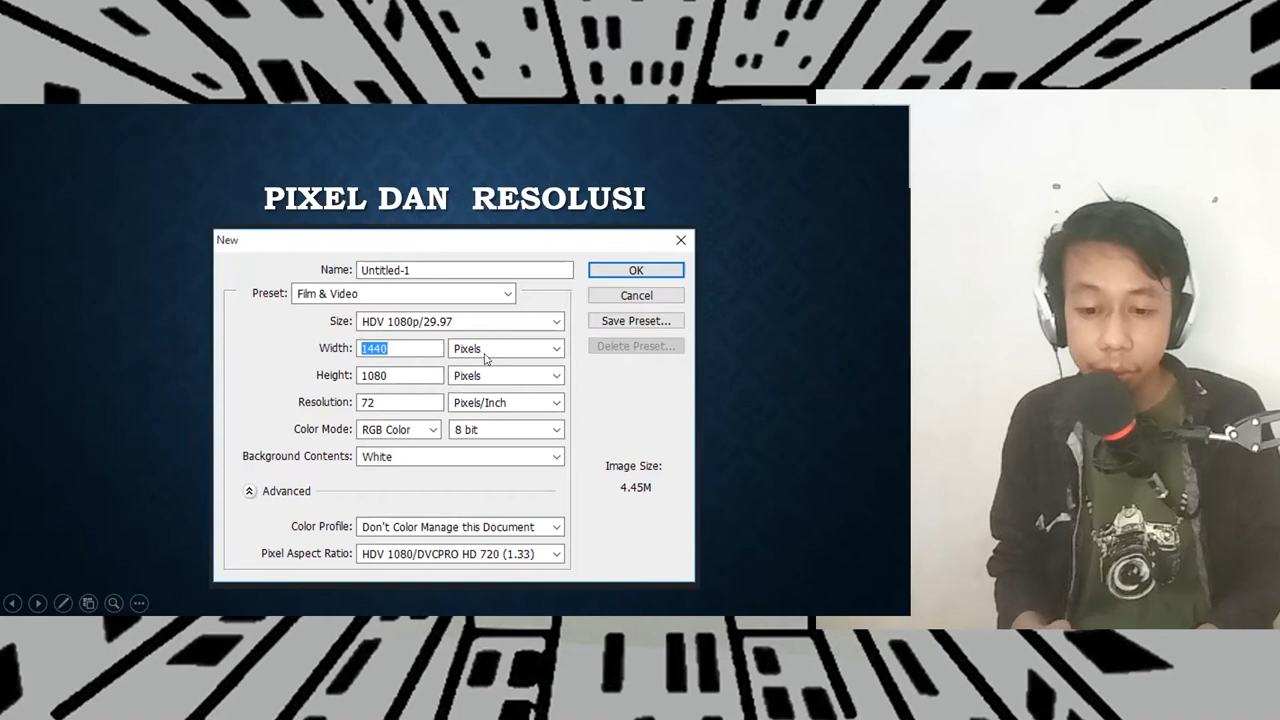 PIXEL DAN RESOLUSI
New
Name: Untitled-1
OK
Preset: Film & Video
Cancel
Size: HDV 1080p/29.97
Save Preset...
Width: 1440 Pixels
Delete Preset...
Height: 1080 Pixels
Resolution: 72 Pixels/Inch
Color Mode: RGB Color 8 bit
Background Contents: White
Image Size:
4.45M
Advanced
Color Profile: Don't Color Manage this Document
Pixel Aspect Ratio: HDV 1080/DVCPRO HD 720 (1.33)